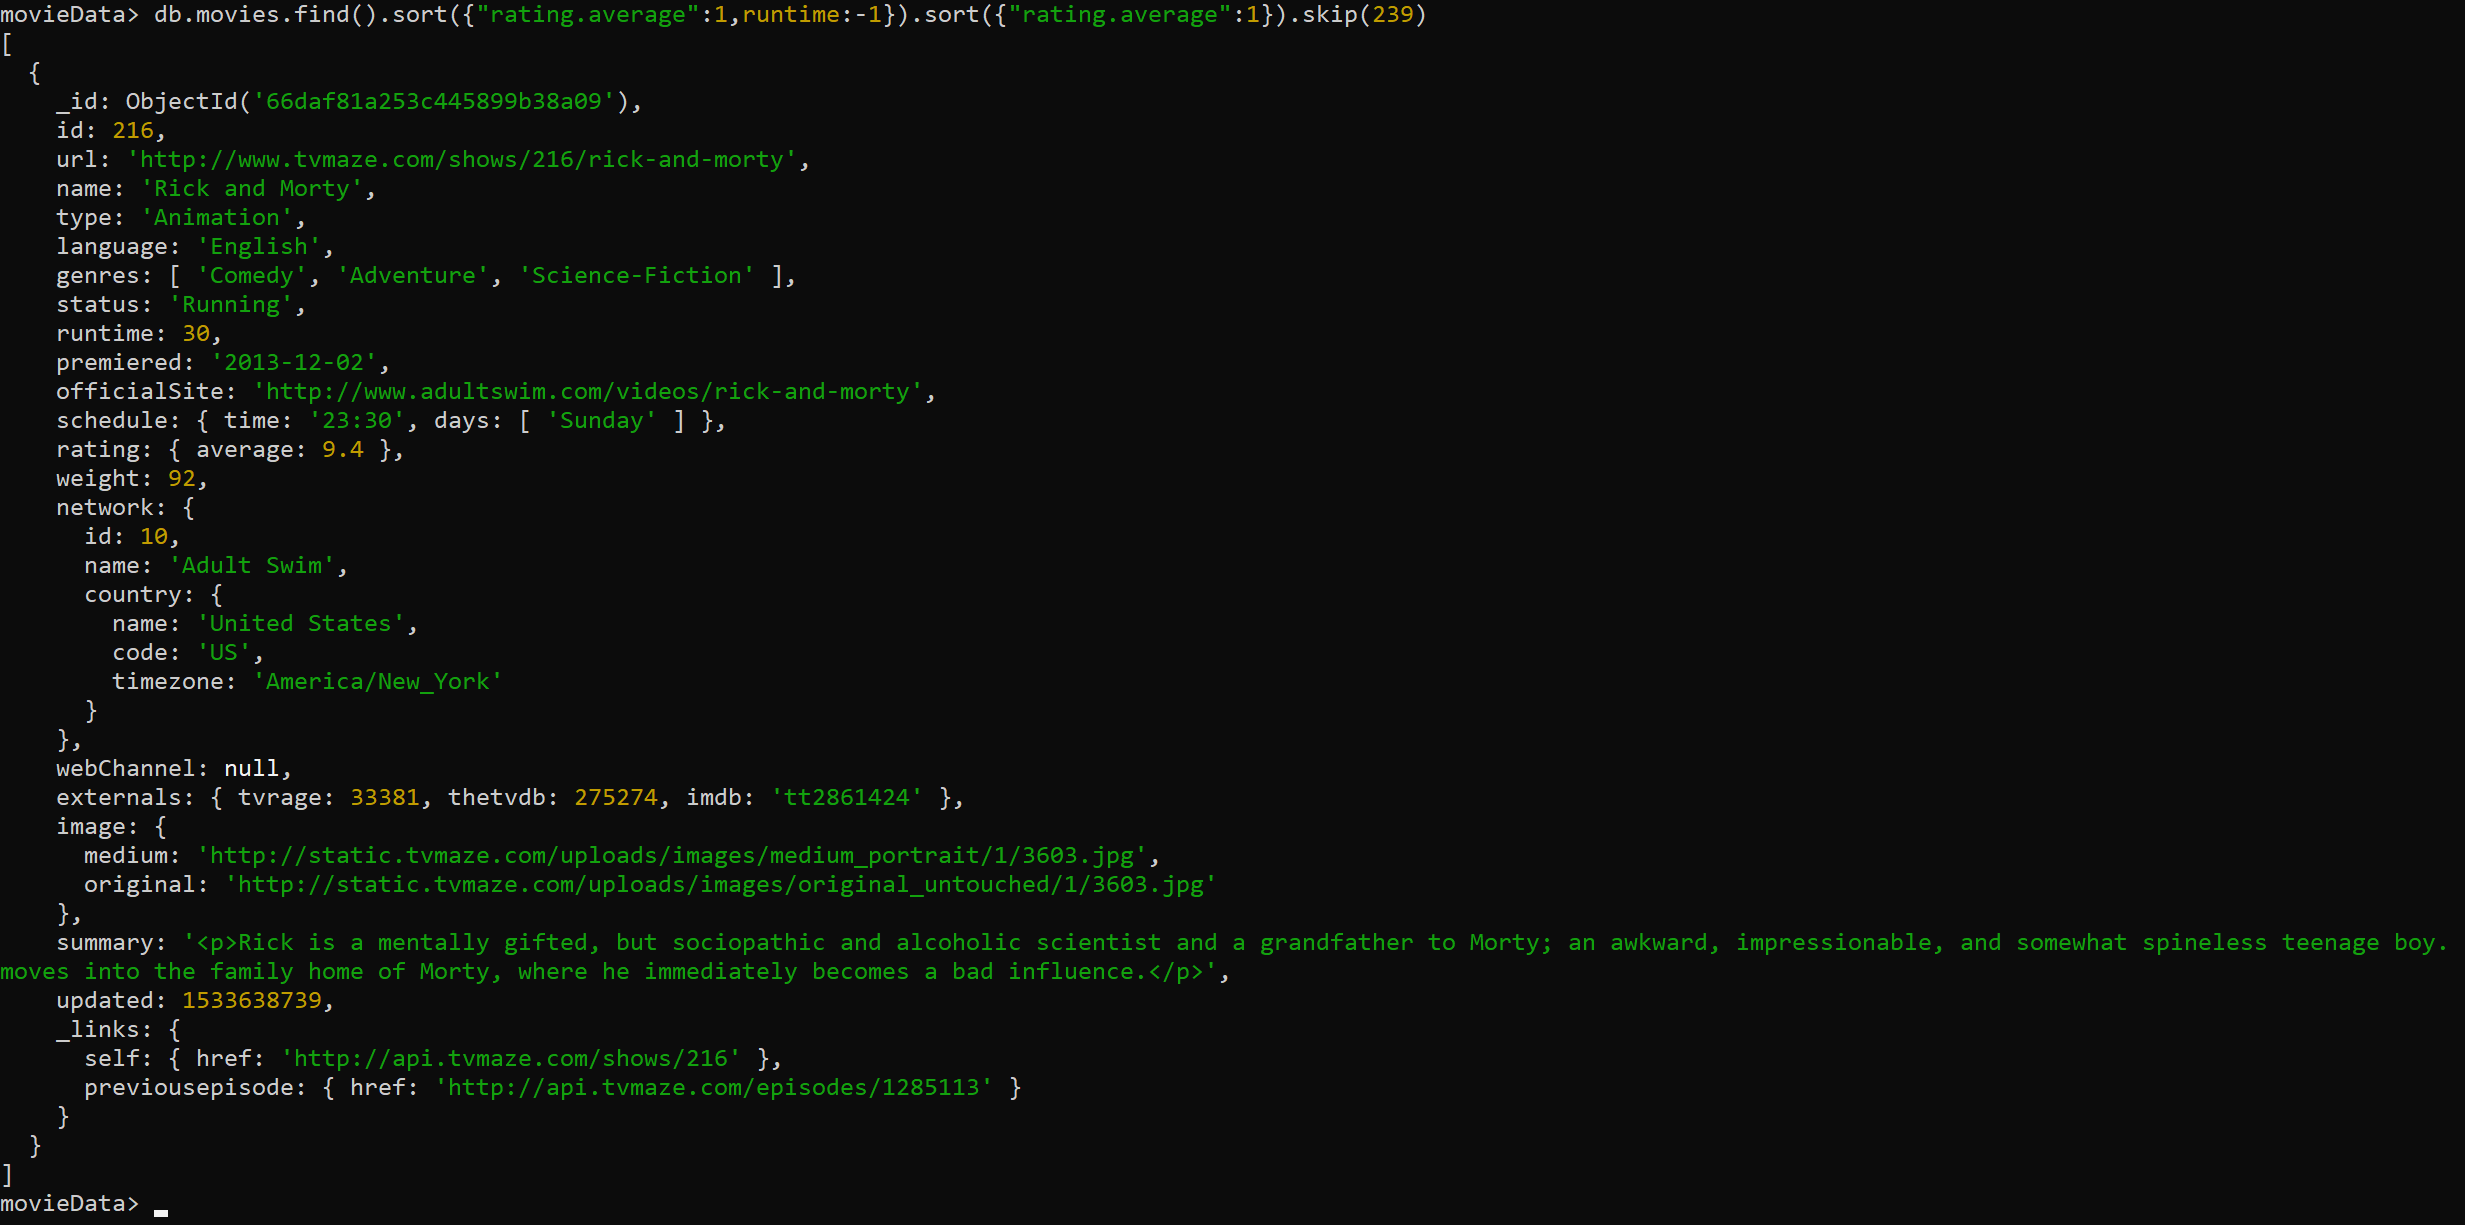 movieData> db.movies.find().sort({"rating.average":1,runtime:-1}).sort({"rating.average":1}).skip(239)
[
  {
    _id: ObjectId('66daf81a253c445899b38a09'),
    id: 216,
    url: 'http://www.tvmaze.com/shows/216/rick-and-morty',
    name: 'Rick and Morty',
    type: 'Animation',
    language: 'English',
    genres: [ 'Comedy', 'Adventure', 'Science-Fiction' ],
    status: 'Running',
    runtime: 30,
    premiered: '2013-12-02',
    officialSite: 'http://www.adultswim.com/videos/rick-and-morty',
    schedule: { time: '23:30', days: [ 'Sunday' ] },
    rating: { average: 9.4 },
    weight: 92,
    network: {
      id: 10,
      name: 'Adult Swim',
      country: {
        name: 'United States',
        code: 'US',
        timezone: 'America/New_York'
      }
    },
    webChannel: null,
    externals: { tvrage: 33381, thetvdb: 275274, imdb: 'tt2861424' },
    image: {
      medium: 'http://static.tvmaze.com/uploads/images/medium_portrait/1/3603.jpg',
      original: 'http://static.tvmaze.com/uploads/images/original_untouched/1/3603.jpg'
    },
    summary: '<p>Rick is a mentally gifted, but sociopathic and alcoholic scientist and a grandfather to Morty; an awkward, impressionable, and somewhat spineless teenage boy.
moves into the family home of Morty, where he immediately becomes a bad influence.</p>',
    updated: 1533638739,
    _links: {
      self: { href: 'http://api.tvmaze.com/shows/216' },
      previousepisode: { href: 'http://api.tvmaze.com/episodes/1285113' }
    }
  }
]
movieData>